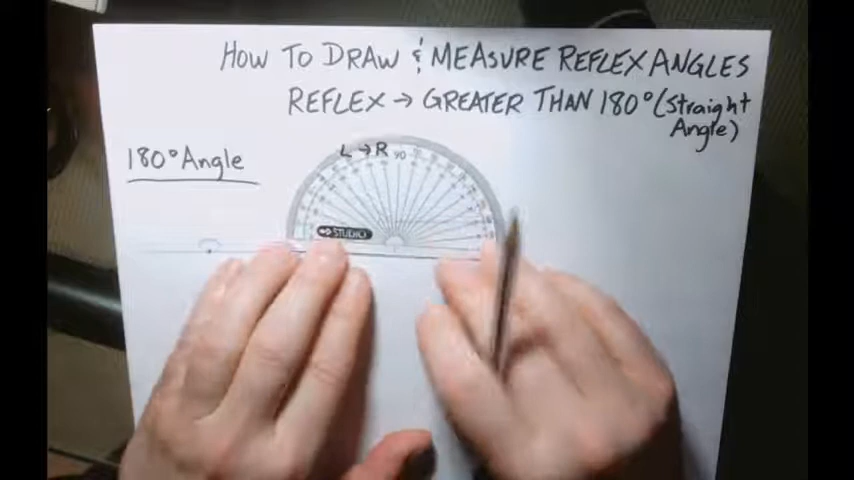 HOW TO DRAW & MEASURE REFLEX ANGLES
REFLEX → GREATER THAN 180° (straight
Angle)
180° Angle
L → R
90
STUDIO